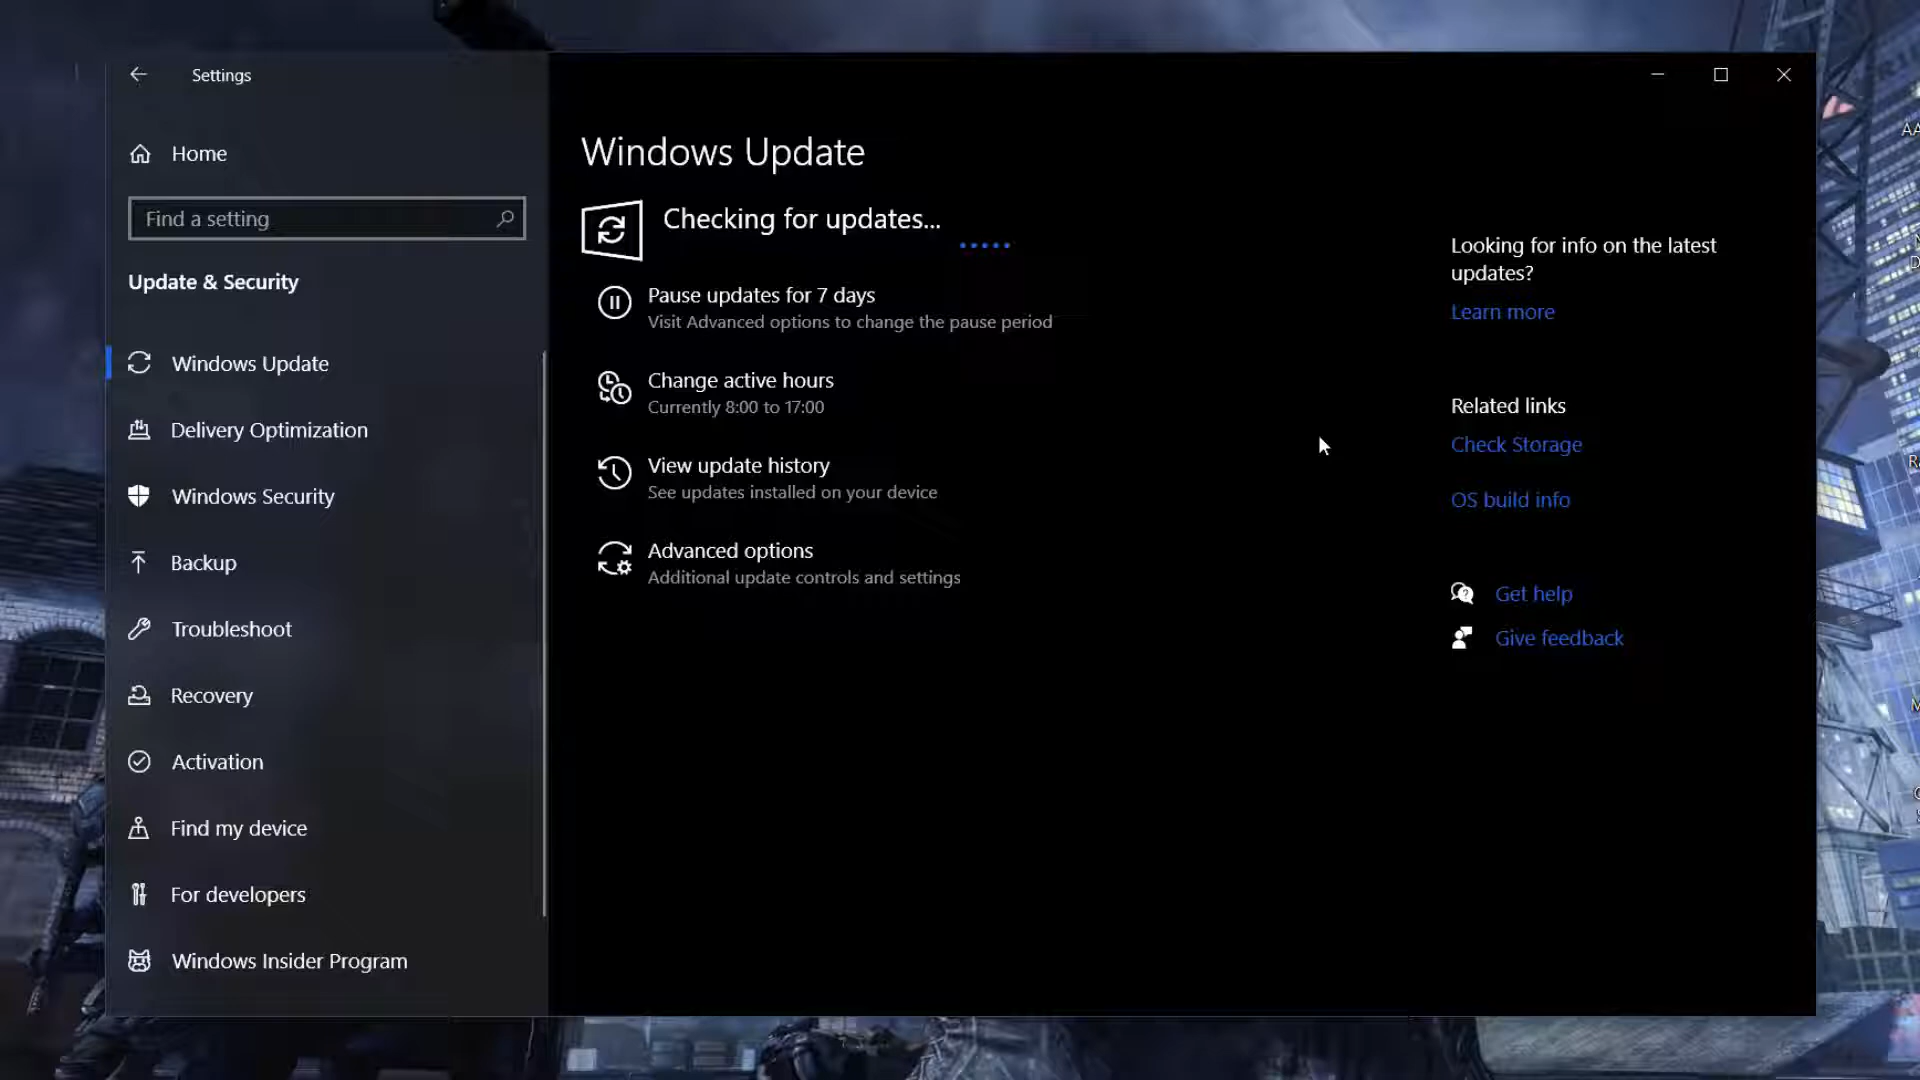 Settings
Home
Find a setting
Update & Security
Windows Update
Delivery Optimization
Windows Security
Backup
Troubleshoot
Recovery
Activation
Find my device
For developers
Windows Insider Program
Windows Update
Checking for updates...
Pause updates for 7 days
Visit Advanced options to change the pause period
Change active hours
Currently 8:00 to 17:00
View update history
See updates installed on your device
Advanced options
Additional update controls and settings
Looking for info on the latest
updates?
Learn more
Related links
Check Storage
OS build info
Get help
Give feedback